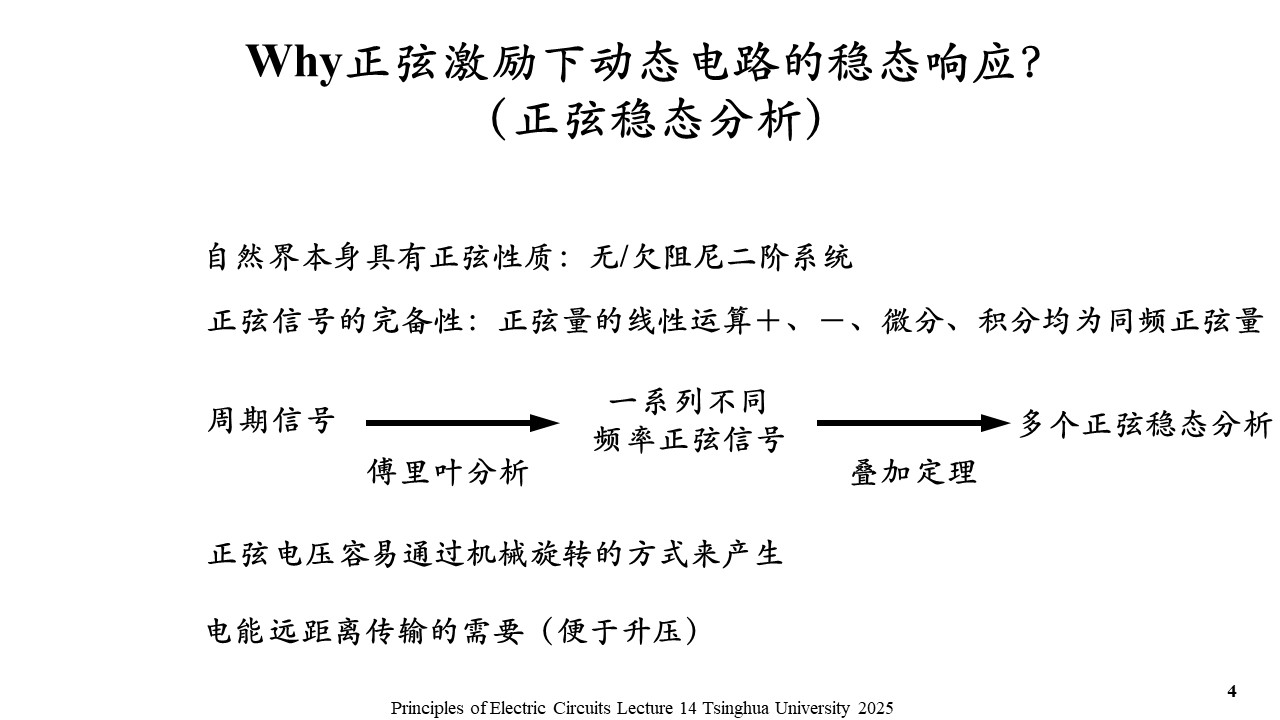 Why正弦激励下动态电路的稳态响应？
（正弦稳态分析）
自然界本身具有正弦性质：无/欠阻尼二阶系统
正弦信号的完备性：正弦量的线性运算＋、－、微分、积分均为同频正弦量
周期信号
傅里叶分析
一系列不同
频率正弦信号
叠加定理
多个正弦稳态分析
正弦电压容易通过机械旋转的方式来产生
电能远距离传输的需要（便于升压）
4
Principles of Electric Circuits Lecture 14 Tsinghua University 2025